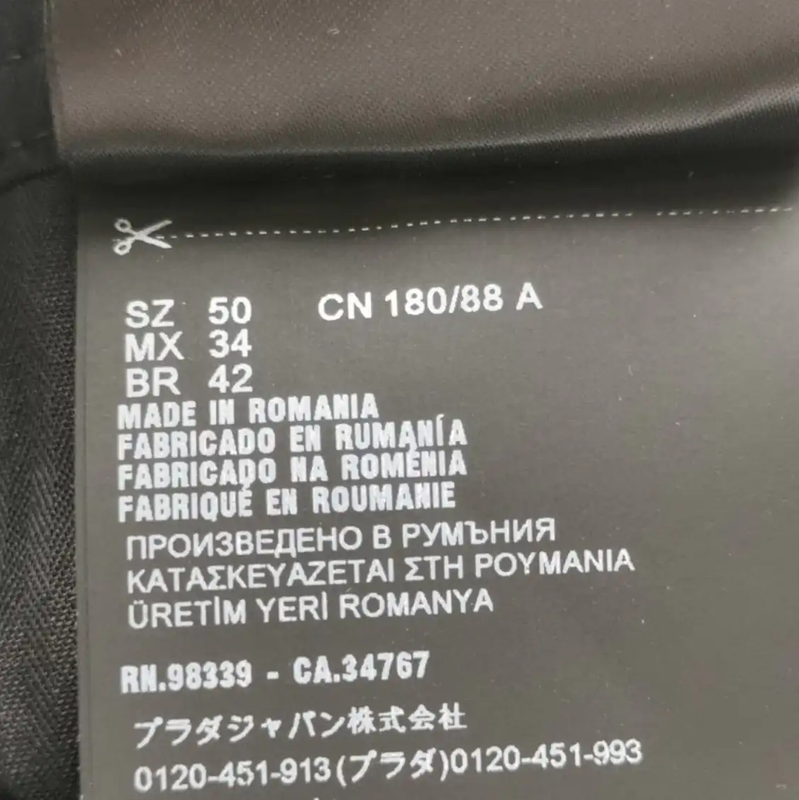 SZ 50 CN 180/88 A
MX 34
BR 42
MADE IN ROMANIA
FABRICADO EN RUMANÍA
FABRICADO NA ROMÉNIA
FABRIQUÉ EN ROUMANIE
ПРОИЗВЕДЕНО В РУМЪНИЯ
ΚΑΤΑΣΚΕΥΑΖΕΤΑΙ ΣΤΗ ΡΟΥΜΑΝΙΑ
ÜRETİM YERİ ROMANYA
RN.98339 - CA.34767
プラダジャパン株式会社
0120-451-913(プラダ)0120-451-993